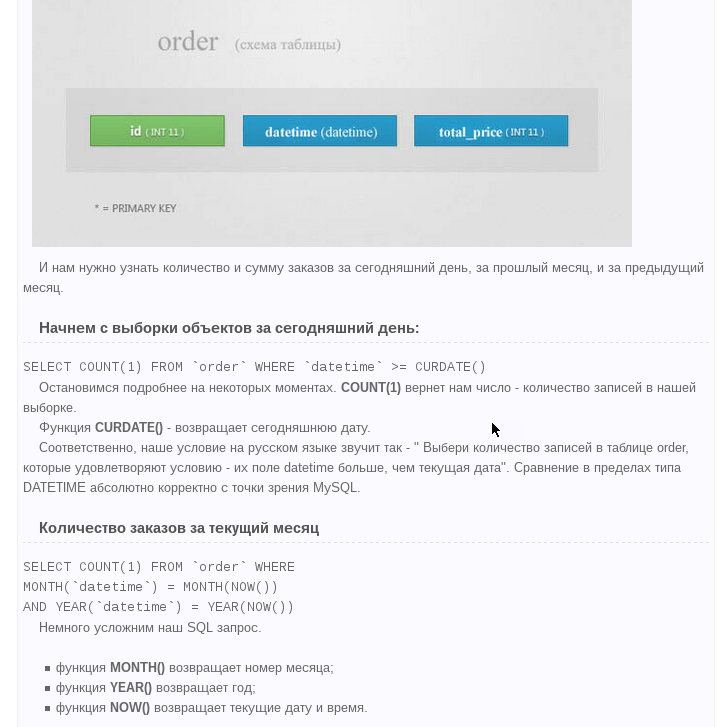 order (схема таблицы)
id ( INT 11 ) datetime (datetime) total_price ( INT 11 )
* = PRIMARY KEY
И нам нужно узнать количество и сумму заказов за сегодняшний день, за прошлый месяц, и за предыдущий
месяц.
Начнем с выборки объектов за сегодняшний день:
SELECT COUNT(1) FROM `order` WHERE `datetime` >= CURDATE()
Остановимся подробнее на некоторых моментах. COUNT(1) вернет нам число - количество записей в нашей
выборке.
Функция CURDATE() - возвращает сегодняшнюю дату.
Соответственно, наше условие на русском языке звучит так - " Выбери количество записей в таблице order,
которые удовлетворяют условию - их поле datetime больше, чем текущая дата". Сравнение в пределах типа
DATETIME абсолютно корректно с точки зрения MySQL.
Количество заказов за текущий месяц
SELECT COUNT(1) FROM `order` WHERE
MONTH(`datetime`) = MONTH(NOW())
AND YEAR(`datetime`) = YEAR(NOW())
Немного усложним наш SQL запрос.
функция MONTH() возвращает номер месяца;
функция YEAR() возвращает год;
функция NOW() возвращает текущие дату и время.